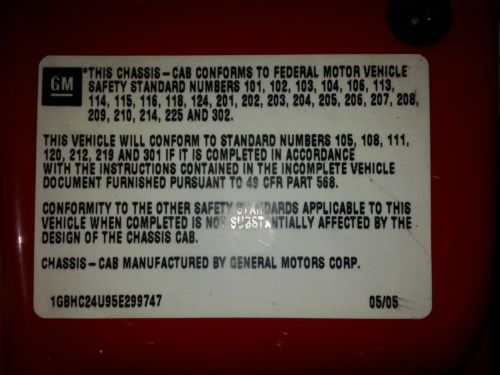 GM *THIS CHASSIS-CAB CONFORMS TO FEDERAL MOTOR VEHICLE
SAFETY STANDARD NUMBERS 101, 102, 103, 104, 106, 113,
114, 115, 116, 118, 124, 201, 202, 203, 204, 205, 206, 207, 208,
209, 210, 214, 225 AND 302.
THIS VEHICLE WILL CONFORM TO STANDARD NUMBERS 105, 108, 111,
120, 212, 219 AND 301 IF IT IS COMPLETED IN ACCORDANCE
WITH THE INSTRUCTIONS CONTAINED IN THE INCOMPLETE VEHICLE
DOCUMENT FURNISHED PURSUANT TO 49 CFR PART 568.
CONFORMITY TO THE OTHER SAFETY STANDARDS APPLICABLE TO THIS
VEHICLE WHEN COMPLETED IS NOT SUBSTANTIALLY AFFECTED BY THE
DESIGN OF THE CHASSIS CAB.
CHASSIS-CAB MANUFACTURED BY GENERAL MOTORS CORP.
1GBHC24U95E299747 05/05